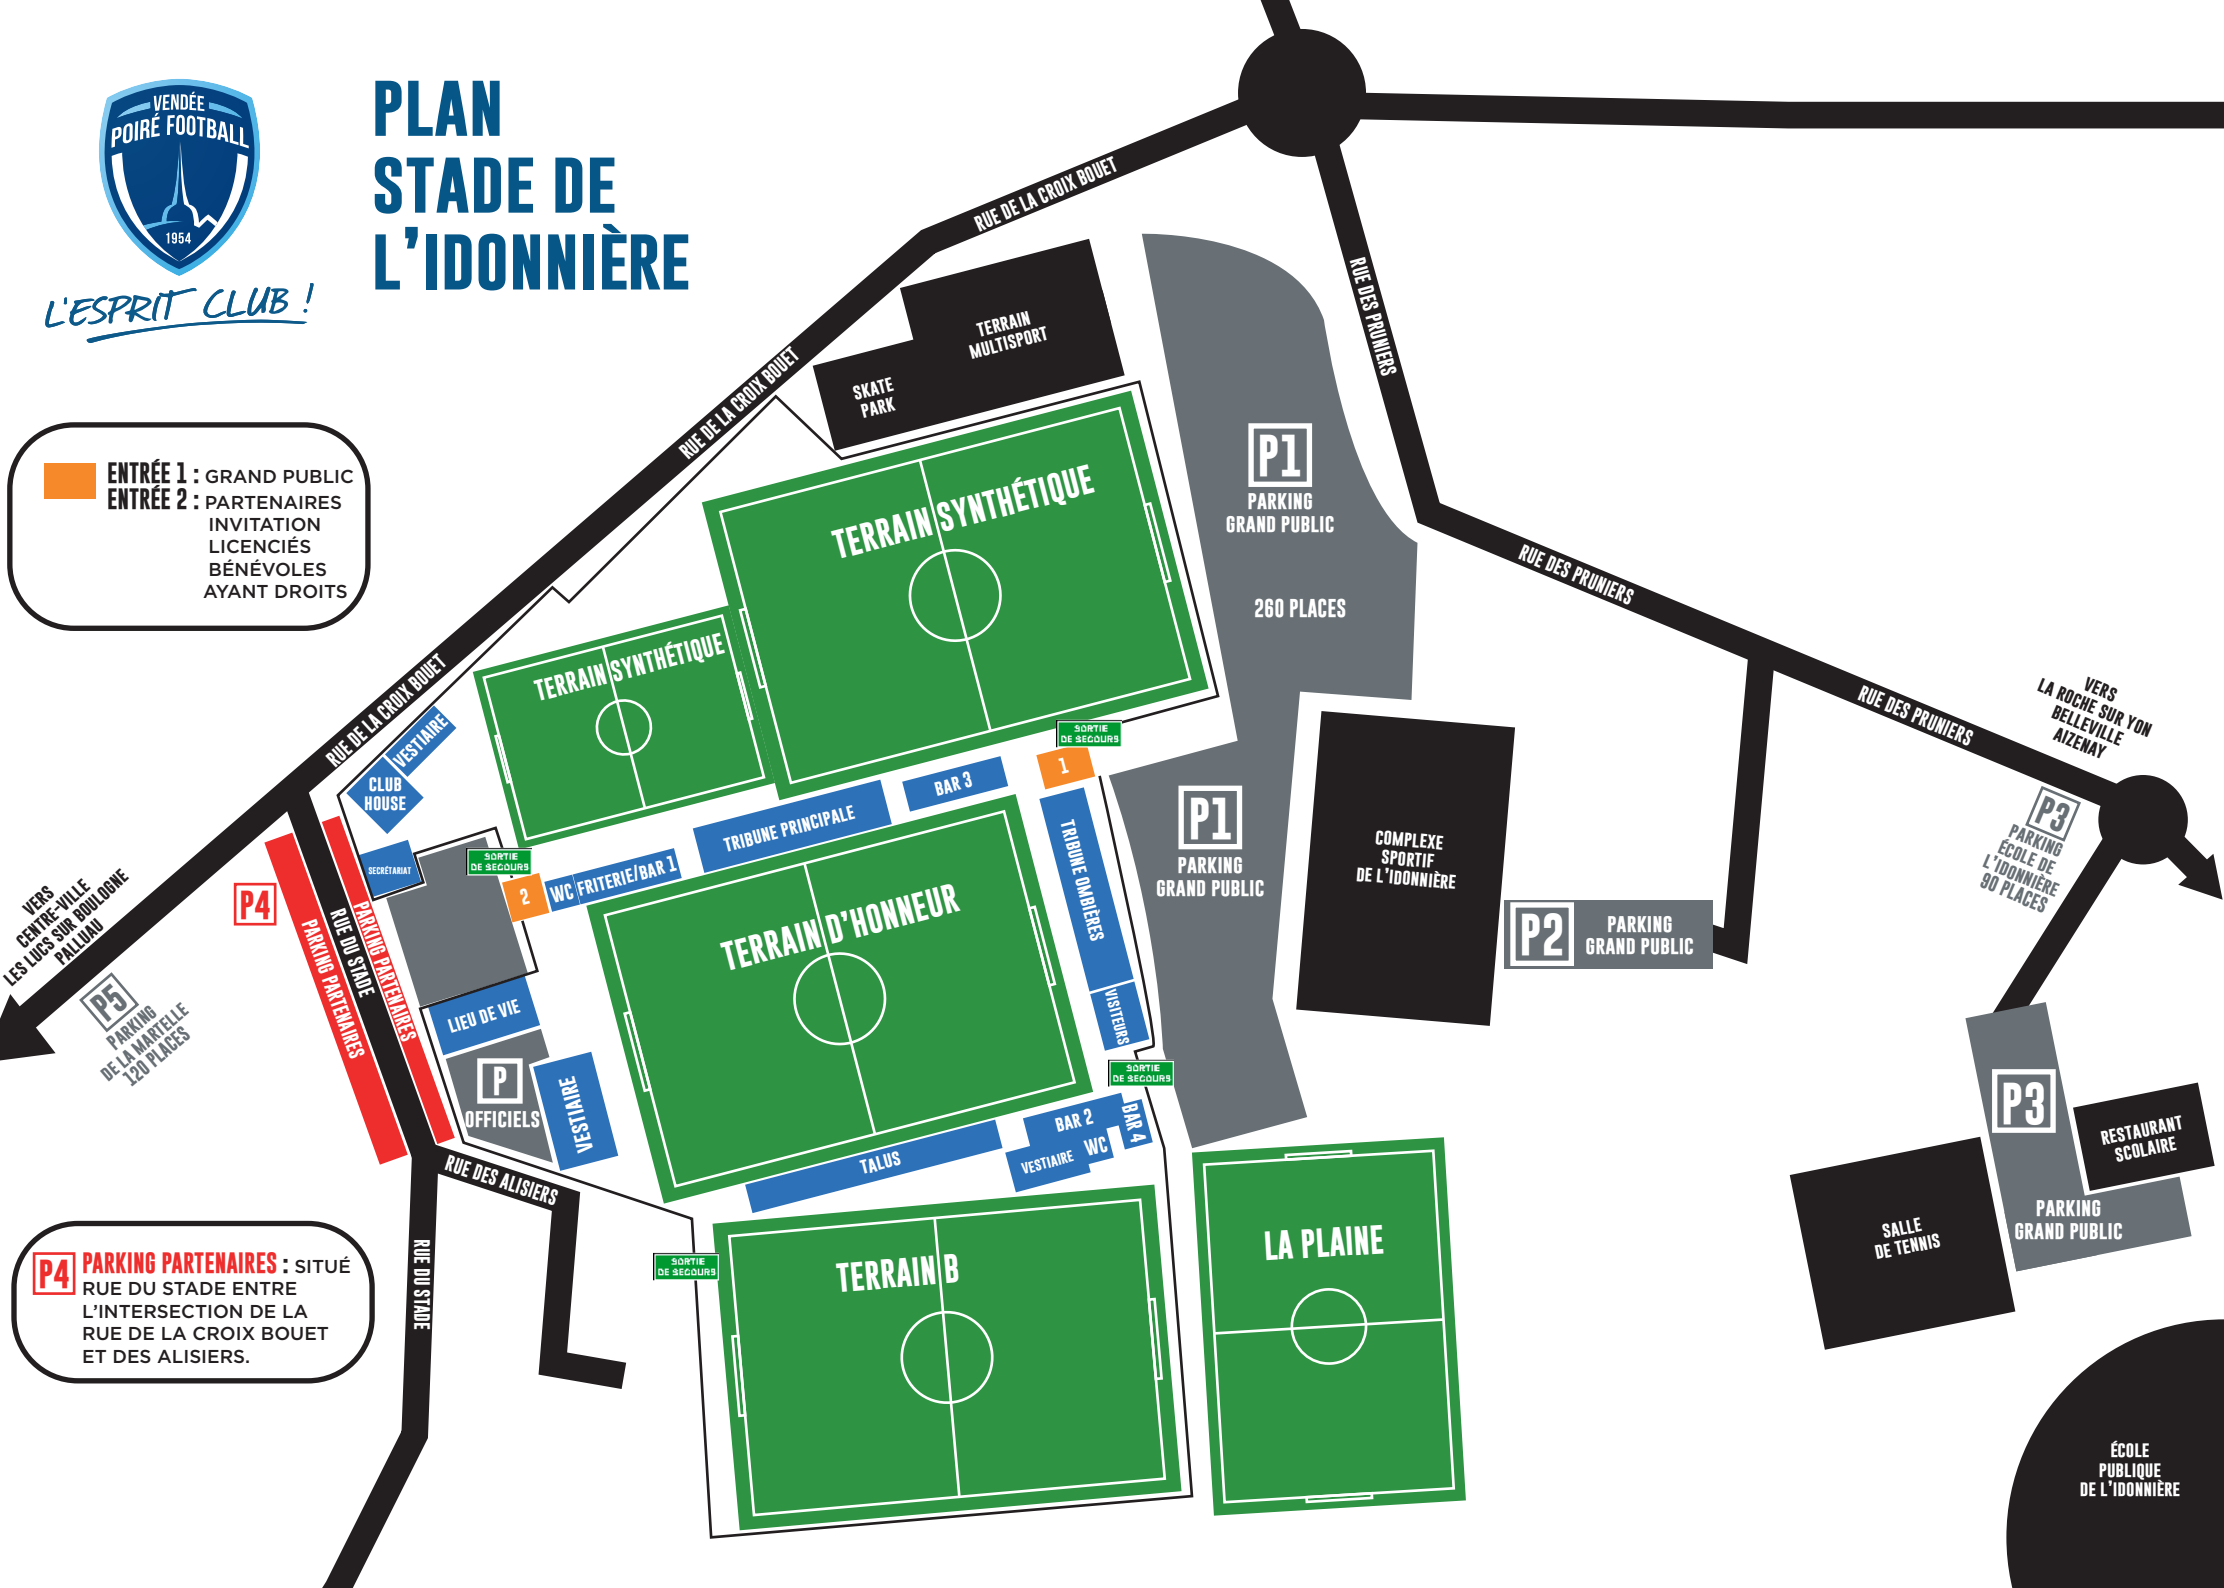 VENDÉE
POIRÉ FOOTBALL
1954
L'ESPRIT CLUB !
PLAN
STADE DE
L'IDONNIÈRE
ENTRÉE 1 : GRAND PUBLIC
ENTRÉE 2 : PARTENAIRES
INVITATION
LICENCIÉS
BÉNÉVOLES
AYANT DROITS
RUE DE LA CROIX BOUET
RUE DE LA CROIX BOUET
RUE DE LA CROIX BOUET
RUE DES PRUNIERS
RUE DES PRUNIERS
RUE DES PRUNIERS
TERRAIN
MULTISPORT
SKATE
PARK
P1
PARKING
GRAND PUBLIC
260 PLACES
TERRAIN SYNTHÉTIQUE
TERRAIN SYNTHÉTIQUE
VESTIAIRE
CLUB
HOUSE
SECRÉTARIAT
SORTIE
DE SECOURS
2
WC
FRITERIE/BAR 1
TRIBUNE PRINCIPALE
BAR 3
SORTIE
DE SECOURS
1
TRIBUNE OMBIÈRES
VISITEURS
P1
PARKING
GRAND PUBLIC
COMPLEXE
SPORTIF
DE L'IDONNIÈRE
P2
PARKING
GRAND PUBLIC
VERS
LA ROCHE SUR YON
BELLEVILLE
AIZENAY
P3
PARKING
ÉCOLE DE
L'IDONNIÈRE
90 PLACES
VERS
CENTRE-VILLE
LES LUCS SUR BOULOGNE
PALLUAU
P5
PARKING
DE LA MARTELLE
120 PLACES
P4
PARKING PARTENAIRES
RUE DU STADE
PARKING PARTENAIRES
LIEU DE VIE
P
OFFICIELS
VESTIAIRE
TERRAIN D'HONNEUR
SORTIE
DE SECOURS
BAR 2
BAR 4
VESTIAIRE
WC
TALUS
RUE DES ALISIERS
RUE DU STADE
SORTIE
DE SECOURS
TERRAIN B
LA PLAINE
P3
PARKING
GRAND PUBLIC
RESTAURANT
SCOLAIRE
SALLE
DE TENNIS
ÉCOLE
PUBLIQUE
DE L'IDONNIÈRE
P4 PARKING PARTENAIRES : SITUÉ
RUE DU STADE ENTRE
L'INTERSECTION DE LA
RUE DE LA CROIX BOUET
ET DES ALISIERS.